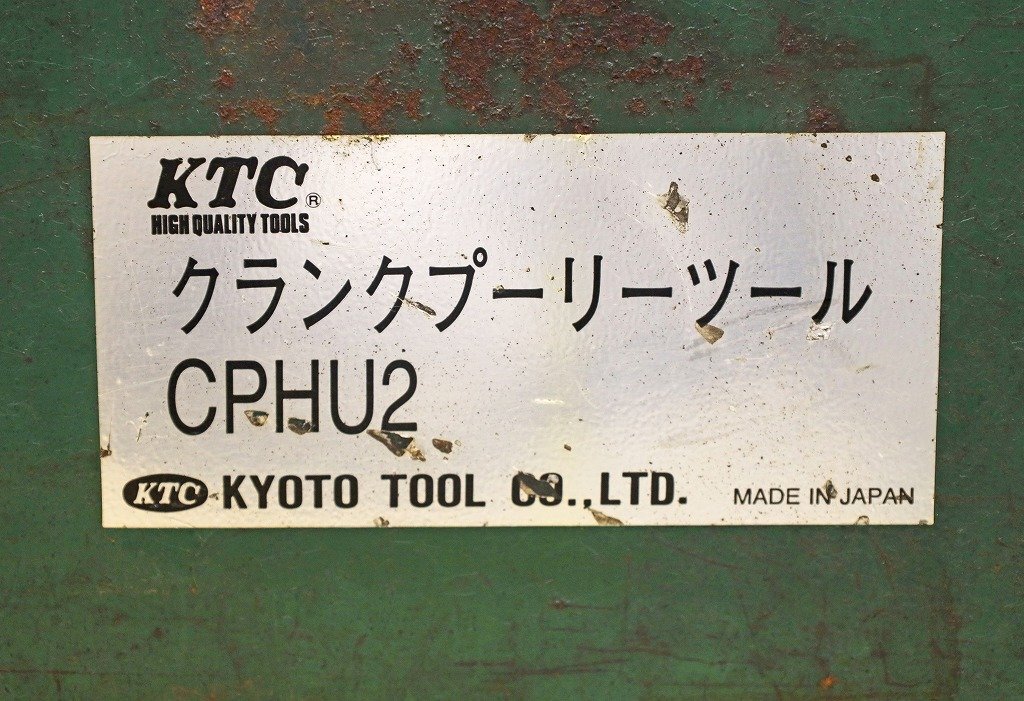 KTC®
HIGH QUALITY TOOLS
クランクプーリーツール
CPHU2
KTC KYOTO TOOL CO.,LTD. MADE IN JAPAN